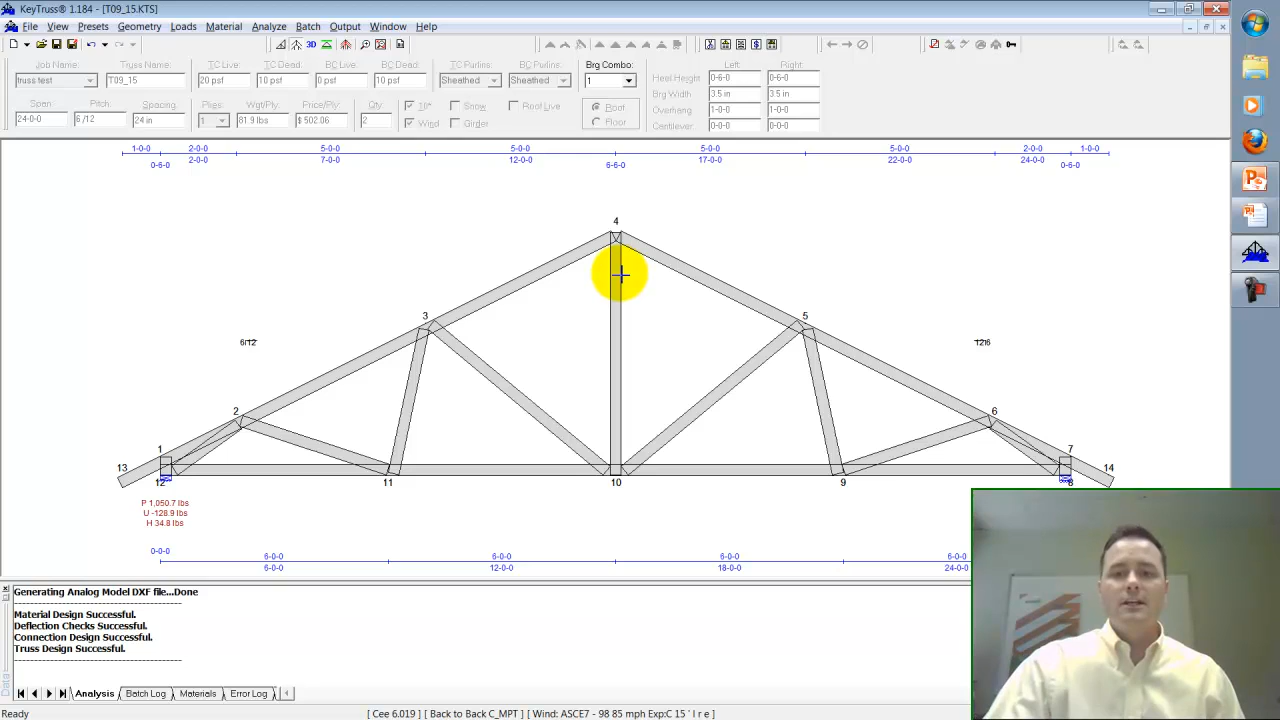 KeyTruss® 1.184 - [T09_15.KTS]
File View Presets Geometry Loads Material Analyze Batch Output Window Help
3D
Job Name: Truss Name: TC Live: TC Dead: BC Live: BC Dead: TC Purlins: BC Purlins: Brg Combo: Left: Right:
truss test T09_15 20 psf 10 psf 0 psf 10 psf Sheathed Sheathed 1 Heel Height 0-6-0 0-6-0
Brg Width 3.5 in 3.5 in
Span Pitch: Spacing: Plies: Wgt/Ply: Price/Ply: Qty: Snow Roof Live Roof Overhang 1-0-0 1-0-0
24-0-0 6 /12 24 in 1 81.9 lbs $ 502.06 2 Wind Girder Floor Cantilever 0-0-0 0-0-0
1-0-0 2-0-0 5-0-0 5-0-0 5-0-0 5-0-0 2-0-0 1-0-0
0-6-0 2-0-0 7-0-0 12-0-0 6-6-0 17-0-0 22-0-0 24-0-0 0-6-0
4
3 5
2 6
1 7
13 14
12 11 10 9 8
P 1,050.7 lbs
U -128.9 lbs
H 34.8 lbs
0-0-0 6-0-0 6-0-0 6-0-0 6-0-0
6-0-0 12-0-0 18-0-0 24-0-0
Generating Analog Model DXF file...Done
Material Design Successful.
Deflection Checks Successful.
Connection Design Successful.
Truss Design Successful.
Analysis Batch Log Materials Error Log
Ready [ Cee 6.019 ] [ Back to Back C_MPT ] [ Wind: ASCE7 - 98 85 mph Exp:C 15 ' I r e ]